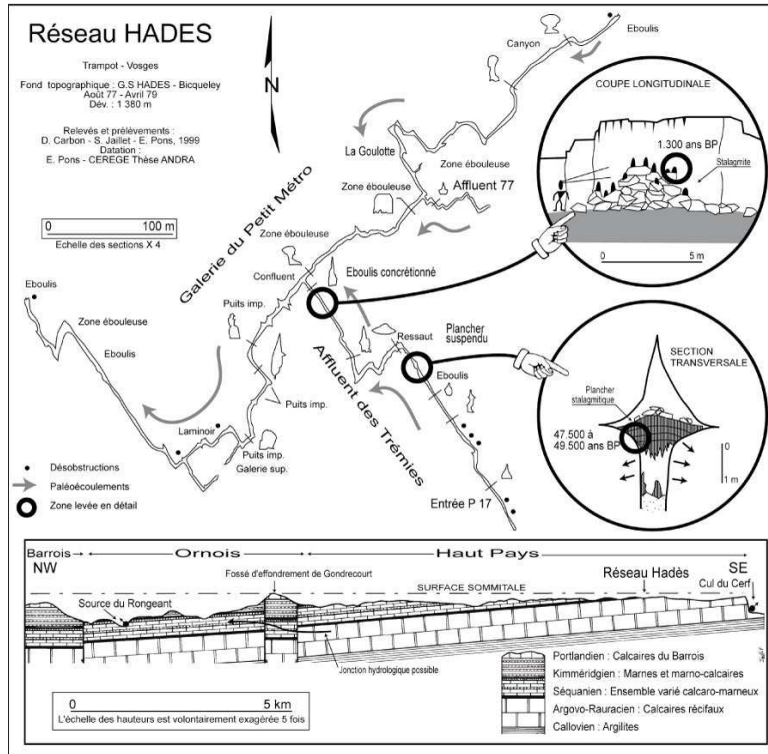 Réseau HADES
Trampot - Vosges
Fond topographique : G.S HADES - Bicqueley
Août 77 - Avril 79
Dév. : 1 380 m
Relevés et prélèvements :
D. Carbon - S. Jaillet - E. Pons, 1999
Datation :
E. Pons - CEREGE Thèse ANDRA
0 100 m
Echelle des sections X 4
N
Canyon
Eboulis
La Goulotte
Zone ébouleuse
Zone ébouleuse
Affluent 77
Zone ébouleuse
Galerie du Petit Métro
Confluent
Eboulis concrétionné
Puits imp.
Eboulis
Zone ébouleuse
Eboulis
Ressaut
Plancher
suspendu
Eboulis
Affluent des Trémies
Puits imp.
Laminoir
Puits imp.
Galerie sup.
Entrée P 17
COUPE LONGITUDINALE
1.300 ans BP
Stalagmite
0 5 m
SECTION
TRANSVERSALE
Plancher
stalagmitique
47.500 à
49.500 ans BP
0
1 m
Désobstructions
Paléoécoulements
Zone levée en détail
Barrois
Ornois
Haut Pays
NW
SE
Fossé d'effondrement de Gondrecourt
SURFACE SOMMITALE
Réseau Hadès
Cul du Cerf
Source du Rongeant
Jonction hydrologique possible
0 5 km
L'échelle des hauteurs est volontairement exagérée 5 fois
Portlandien : Calcaires du Barrois
Kimméridgien : Marnes et marno-calcaires
Séquanien : Ensemble varié calcaro-marneux
Argovo-Rauracien : Calcaires récifaux
Callovien : Argilites